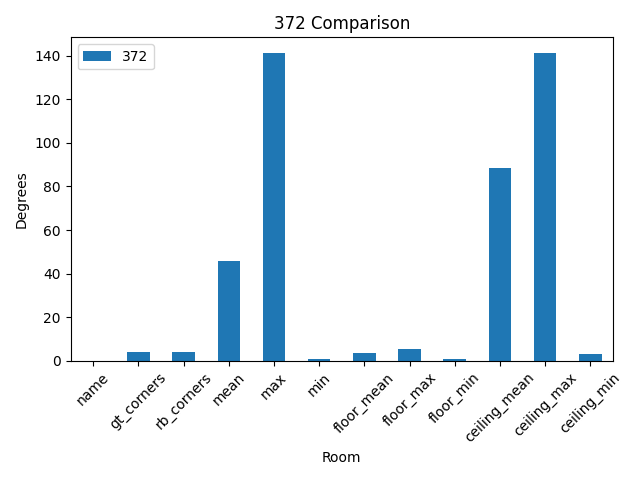 372 Comparison
372
140
120
100
80
60
40
20
0
Degrees
name
gt_corners
rb_corners
mean
max
min
floor_mean
floor_max
floor_min
ceiling_mean
ceiling_max
ceiling_min
Room